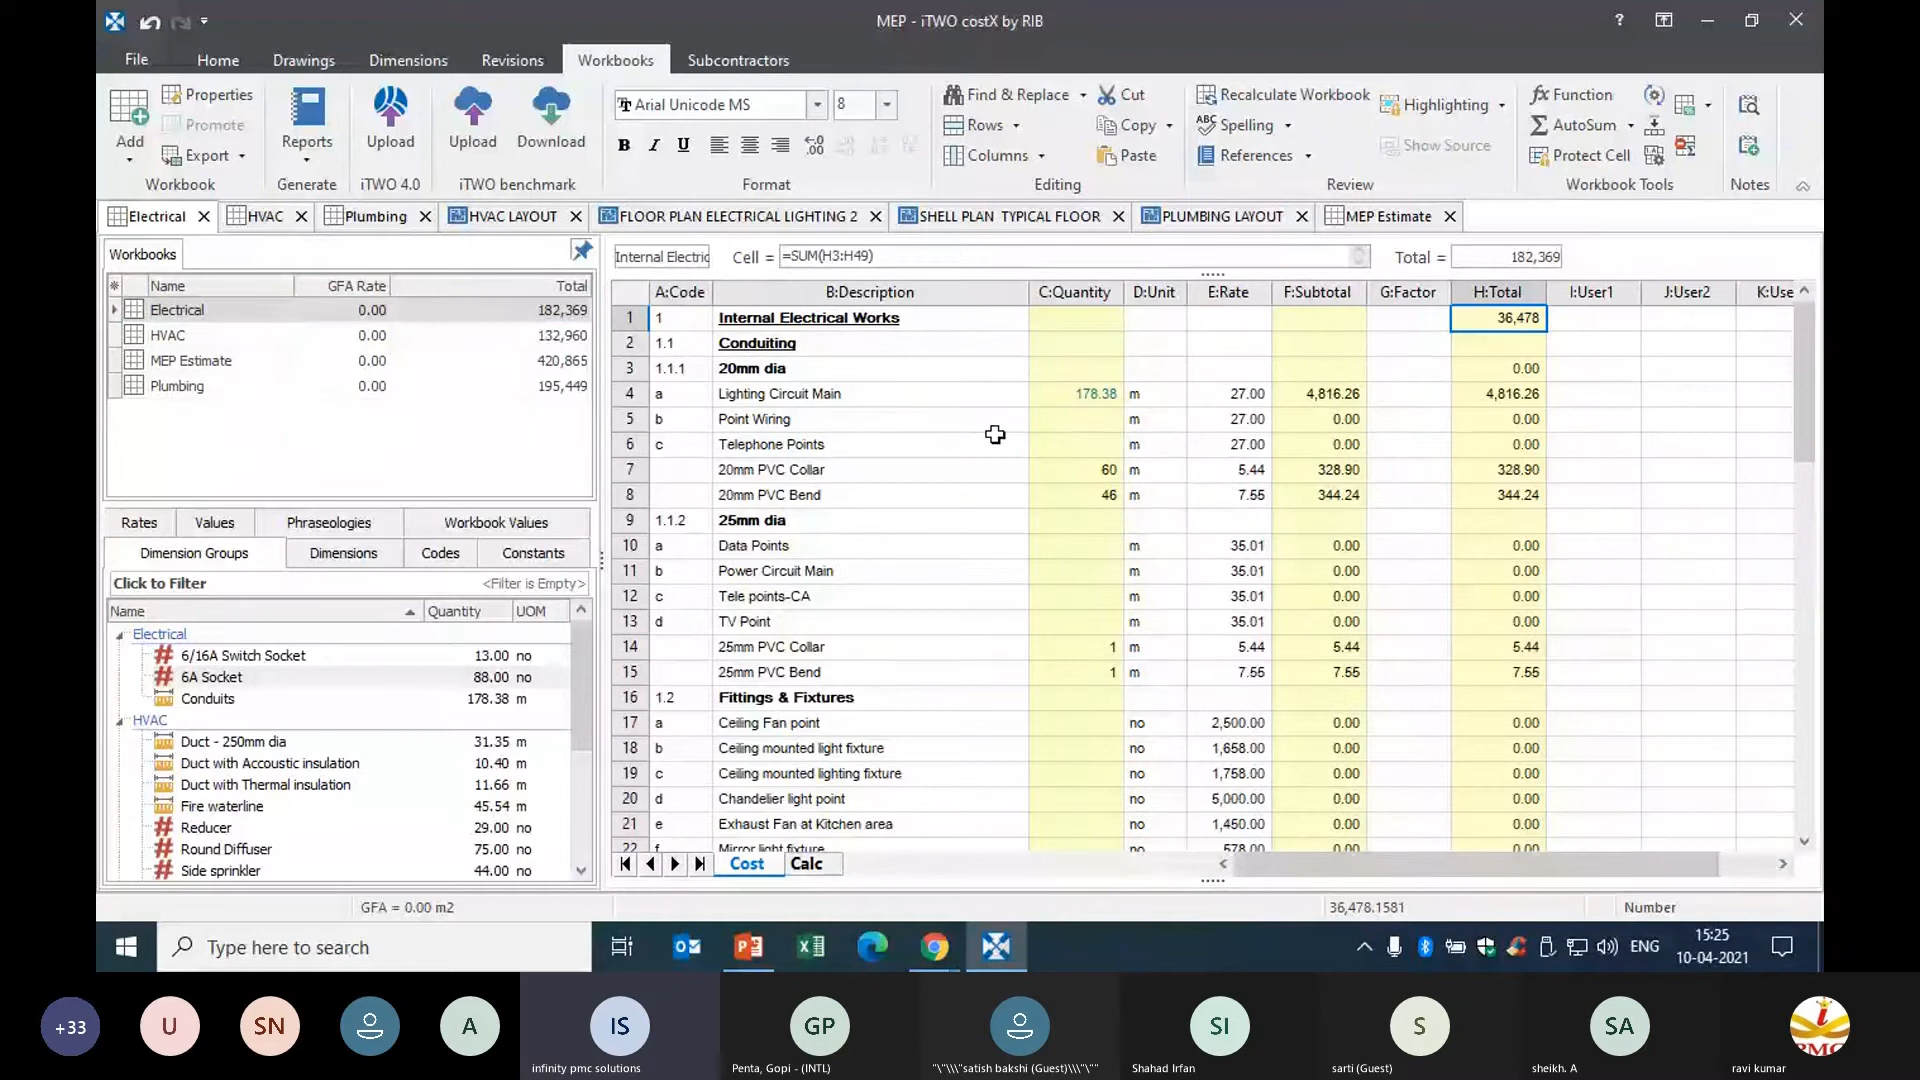 MEP - iTWO costX by RIB
?
File Home Drawings Dimensions Revisions Workbooks Subcontractors
Add
Properties
Promote
Export
Workbook
Reports
Generate
Upload
iTWO 4.0
Upload Download
iTWO benchmark
Arial Unicode MS 8
B I U
Format
Find & Replace
Rows
Columns
Cut
Copy
Paste
Editing
Recalculate Workbook
Spelling
References
Highlighting
Show Source
Review
Function
AutoSum
Protect Cell
Workbook Tools
Notes
Electrical HVAC Plumbing HVAC LAYOUT FLOOR PLAN ELECTRICAL LIGHTING 2 SHELL PLAN TYPICAL FLOOR PLUMBING LAYOUT MEP Estimate
Workbooks
Name GFA Rate Total
Electrical 0.00 182,369
HVAC 0.00 132,960
MEP Estimate 0.00 420,865
Plumbing 0.00 195,449
Rates Values Phraseologies Workbook Values
Dimension Groups Dimensions Codes Constants
Click to Filter <Filter is Empty>
Name Quantity UOM
Electrical
6/16A Switch Socket 13.00 no
6A Socket 88.00 no
Conduits 178.38 m
HVAC
Duct - 250mm dia 31.35 m
Duct with Accoustic insulation 10.40 m
Duct with Thermal insulation 11.66 m
Fire waterline 45.54 m
Reducer 29.00 no
Round Diffuser 75.00 no
Side sprinkler 44.00 no
Internal Electric Cell = =SUM(H3:H49) Total = 182,369
A:Code B:Description C:Quantity D:Unit E:Rate F:Subtotal G:Factor H:Total I:User1 J:User2 K:Use
1 1 Internal Electrical Works 36,478
2 1.1 Conduiting
3 1.1.1 20mm dia 0.00
4 a Lighting Circuit Main 178.38 m 27.00 4,816.26 4,816.26
5 b Point Wiring m 27.00 0.00 0.00
6 c Telephone Points m 27.00 0.00 0.00
7 20mm PVC Collar 60 m 5.44 328.90 328.90
8 20mm PVC Bend 46 m 7.55 344.24 344.24
9 1.1.2 25mm dia
10 a Data Points m 35.01 0.00 0.00
11 b Power Circuit Main m 35.01 0.00 0.00
12 c Tele points-CA m 35.01 0.00 0.00
13 d TV Point m 35.01 0.00 0.00
14 25mm PVC Collar 1 m 5.44 5.44 5.44
15 25mm PVC Bend 1 m 7.55 7.55 7.55
16 1.2 Fittings & Fixtures
17 a Ceiling Fan point no 2,500.00 0.00 0.00
18 b Ceiling mounted light fixture no 1,658.00 0.00 0.00
19 c Ceiling mounted lighting fixture no 1,758.00 0.00 0.00
20 d Chandelier light point no 5,000.00 0.00 0.00
21 e Exhaust Fan at Kitchen area no 1,450.00 0.00 0.00
22 f Mirror light fixture no 578.00 0.00 0.00
Cost Calc
GFA = 0.00 m2 36,478.1581 Number
Type here to search
ENG
15:25
10-04-2021
+33 U SN A IS GP SI S SA
infinity pmc solutions Penta, Gopi - (INTL) "\"\\\"satish bakshi (Guest)\\\"\"" Shahad Irfan sarti (Guest) sheikh. A ravi kumar